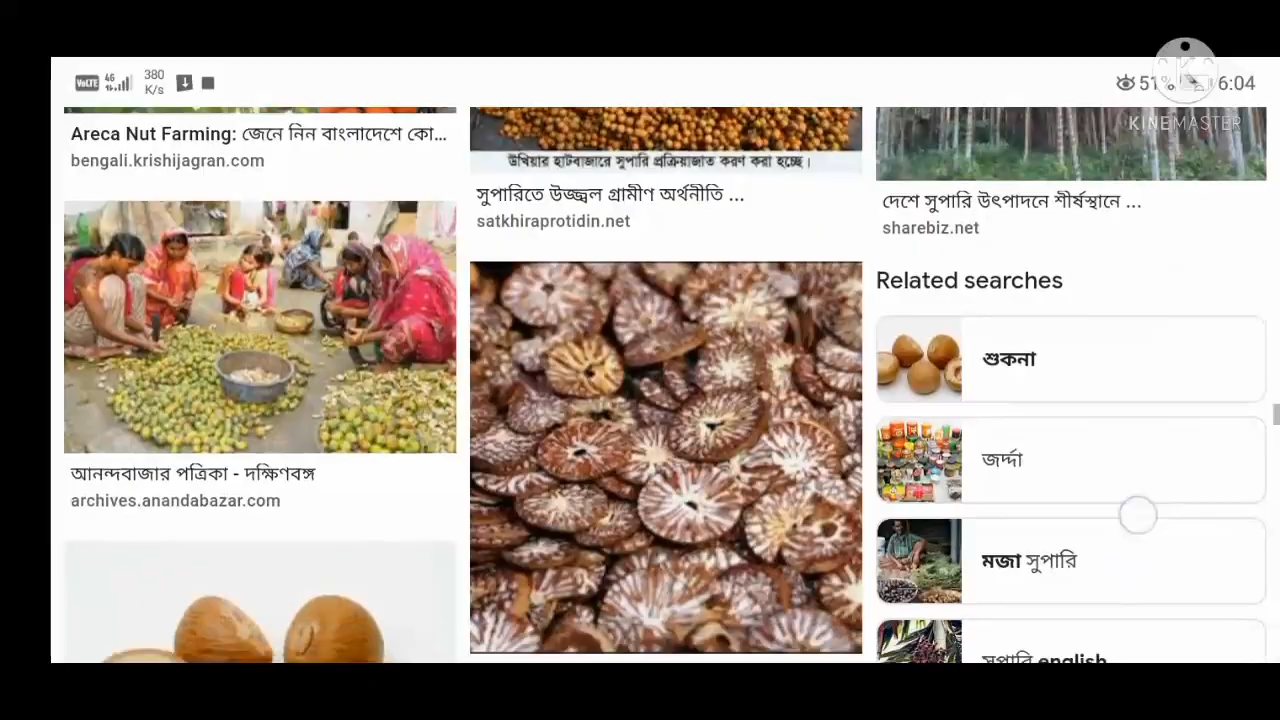 VoLTE 4G 380 K/s 51% 6:04
KINEMASTER
Areca Nut Farming: জেনে নিন বাংলাদেশে কো...
bengali.krishijagran.com
আনন্দবাজার পত্রিকা - দক্ষিণবঙ্গ
archives.anandabazar.com
উখিয়ার হাটবাজারে সুপারি প্রক্রিয়াজাত করণ করা হচ্ছে।
সুপারিতে উজ্জ্বল গ্রামীণ অর্থনীতি ...
satkhiraprotidin.net
দেশে সুপারি উৎপাদনে শীর্ষস্থানে ...
sharebiz.net
Related searches
শুকনা
জর্দ্দা
মজা সুপারি
সুপারি english